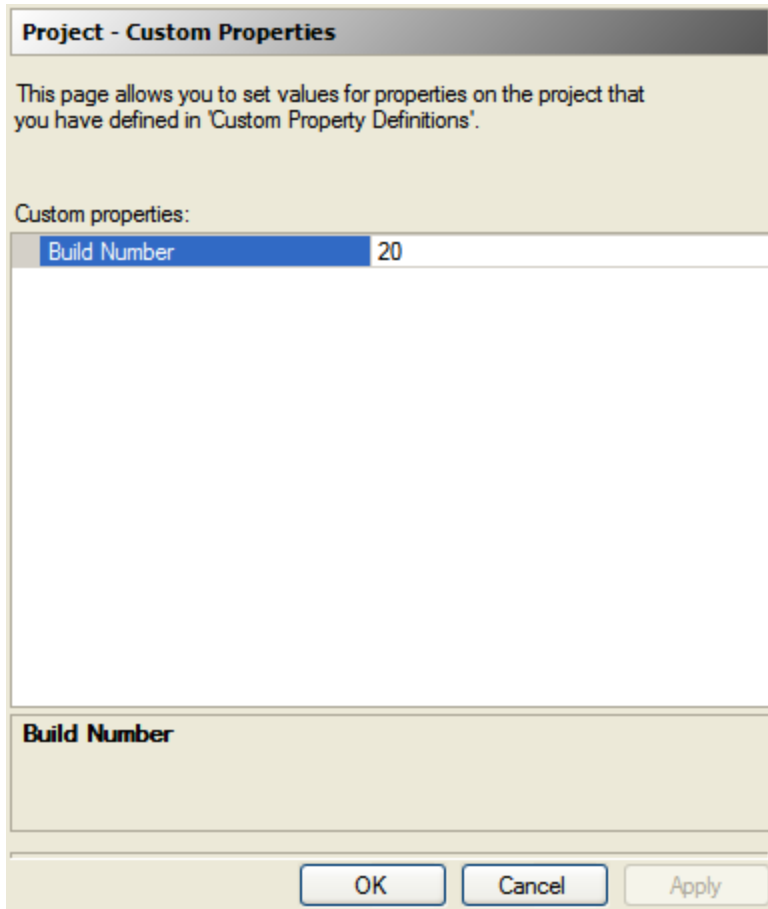 Project - Custom Properties
This page allows you to set values for properties on the project that
you have defined in 'Custom Property Definitions'.
Custom properties:
Build Number 20
Build Number
OK Cancel Apply